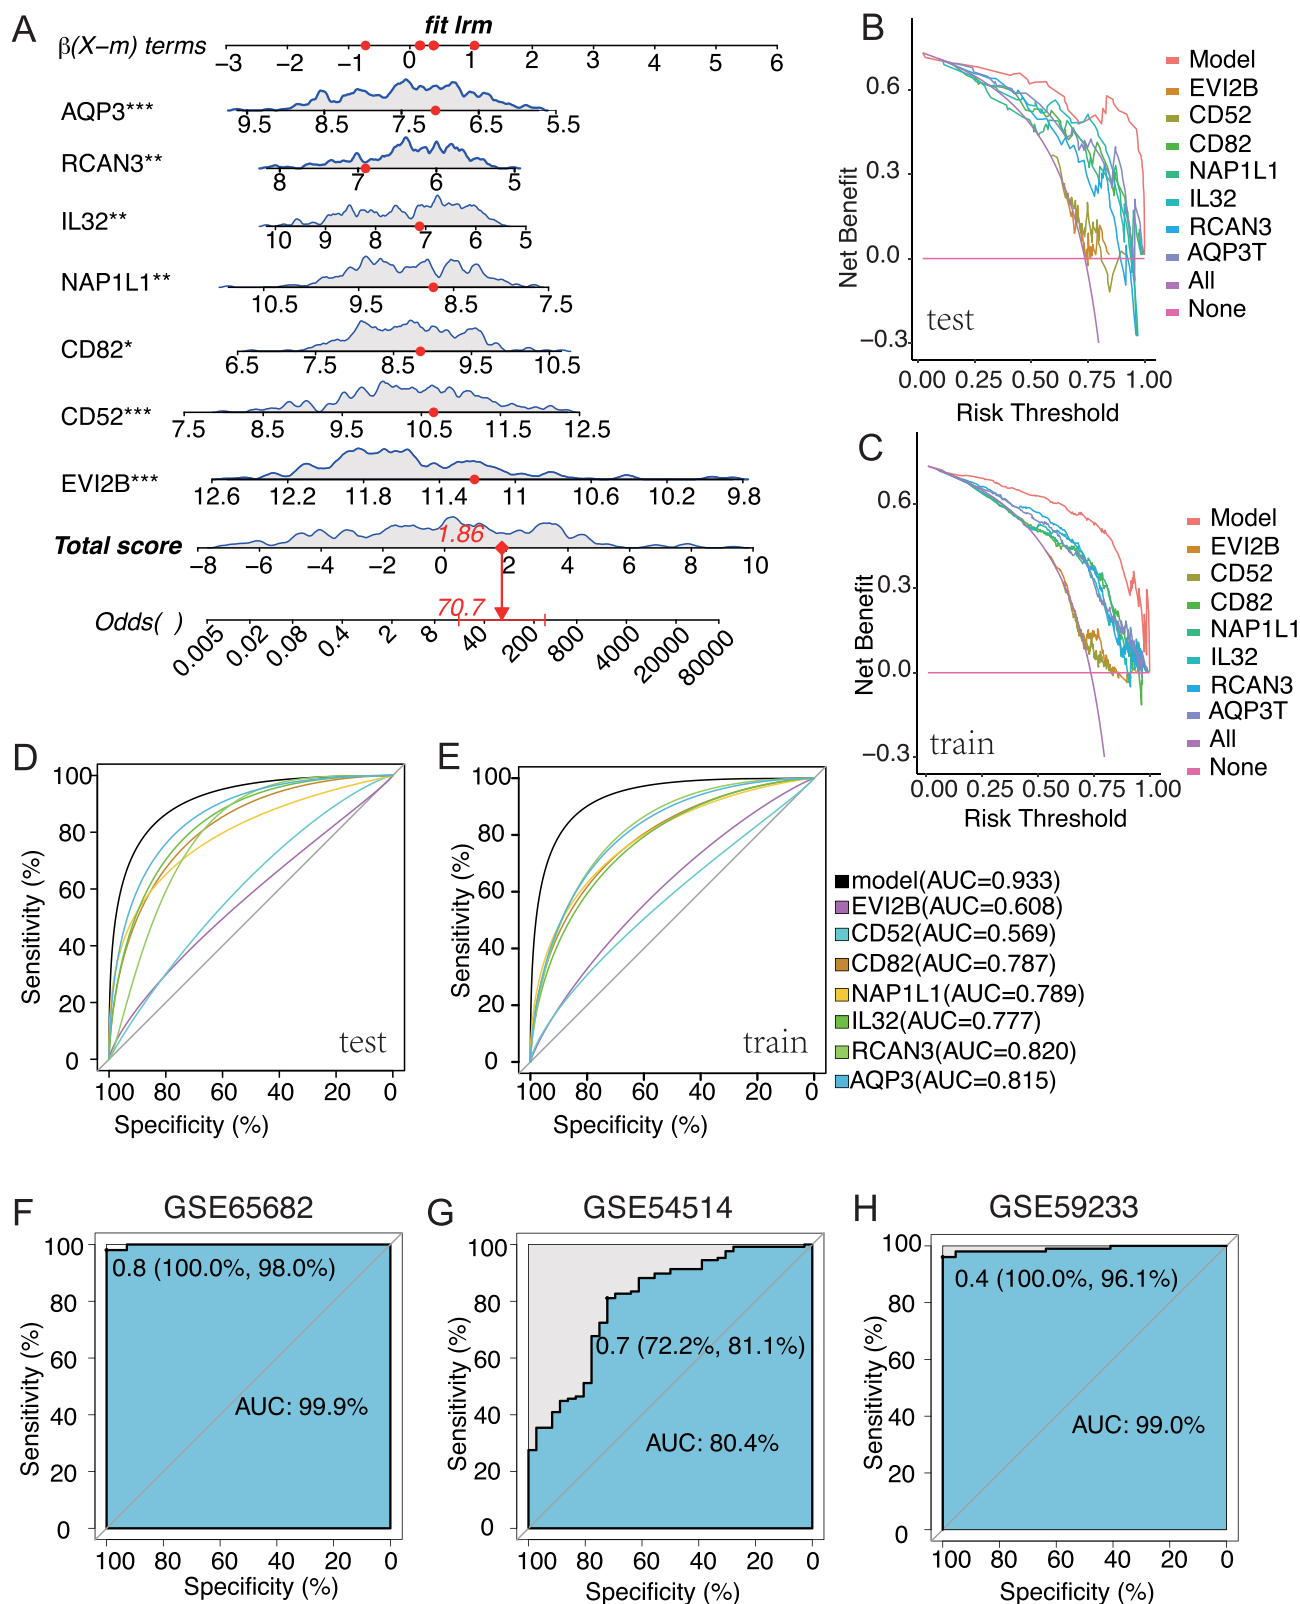 A
fit lrm
β(X−m) terms
−3 −2 −1 0 1 2 3 4 5 6
AQP3***
9.5 8.5 7.5 6.5 5.5
RCAN3**
8 7 6 5
IL32**
10 9 8 7 6 5
NAP1L1**
10.5 9.5 8.5 7.5
CD82*
6.5 7.5 8.5 9.5 10.5
CD52***
7.5 8.5 9.5 10.5 11.5 12.5
EVI2B***
12.6 12.2 11.8 11.4 11 10.6 10.2 9.8
Total score
1.86
−8 −6 −4 −2 0 2 4 6 8 10
70.7
Odds( )
0.005 0.02 0.08 0.4 2 8 40 200 800 4000 20000 80000
B
Net Benefit
0.6
0.3
0.0
−0.3
test
0.00 0.25 0.50 0.75 1.00
Risk Threshold
Model
EVI2B
CD52
CD82
NAP1L1
IL32
RCAN3
AQP3T
All
None
C
Net Benefit
0.6
0.3
0.0
−0.3
train
0.00 0.25 0.50 0.75 1.00
Risk Threshold
Model
EVI2B
CD52
CD82
NAP1L1
IL32
RCAN3
AQP3T
All
None
D
Sensitivity (%)
100
80
60
40
20
0
test
100 80 60 40 20 0
Specificity (%)
E
Sensitivity (%)
100
80
60
40
20
0
train
100 80 60 40 20 0
Specificity (%)
model(AUC=0.933)
EVI2B(AUC=0.608)
CD52(AUC=0.569)
CD82(AUC=0.787)
NAP1L1(AUC=0.789)
IL32(AUC=0.777)
RCAN3(AUC=0.820)
AQP3(AUC=0.815)
F
GSE65682
Sensitivity (%)
100
80
60
40
20
0
0.8 (100.0%, 98.0%)
AUC: 99.9%
100 80 60 40 20 0
Specificity (%)
G
GSE54514
Sensitivity (%)
100
80
60
40
20
0
0.7 (72.2%, 81.1%)
AUC: 80.4%
100 80 60 40 20 0
Specificity (%)
H
GSE59233
Sensitivity (%)
100
80
60
40
20
0
0.4 (100.0%, 96.1%)
AUC: 99.0%
100 80 60 40 20 0
Specificity (%)